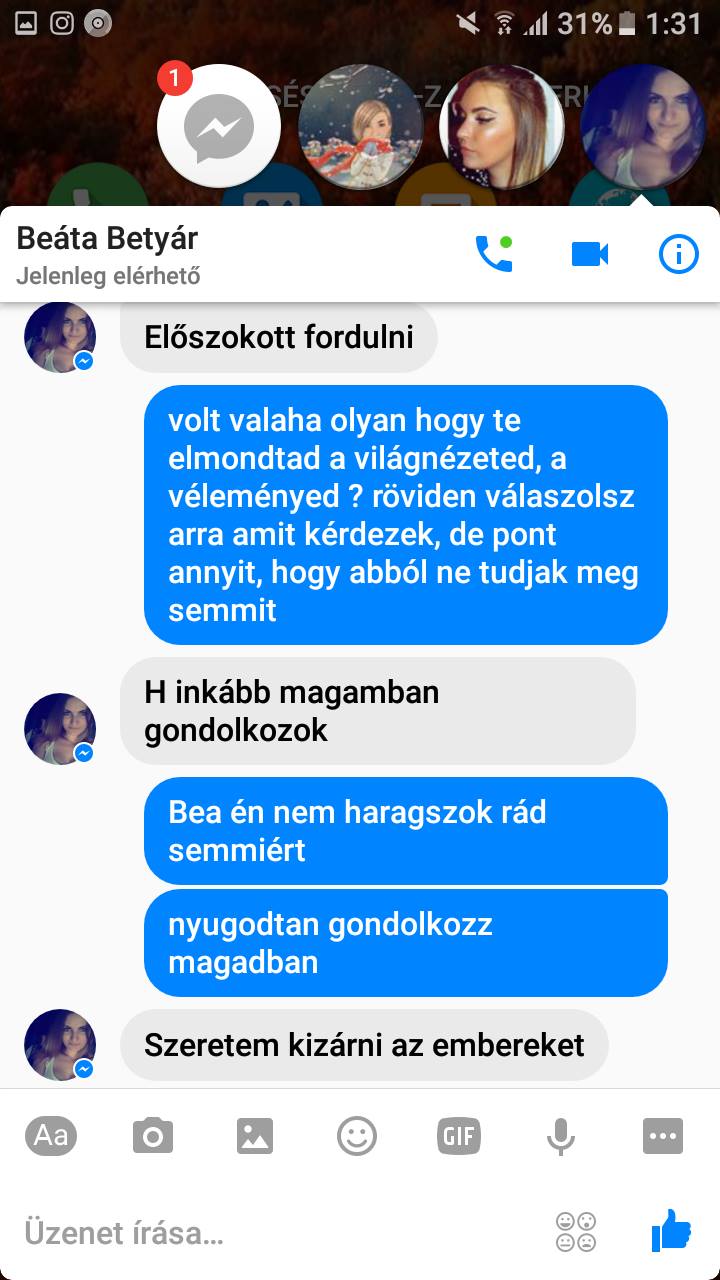 31% 1:31
1
Beáta Betyár
Jelenleg elérhető
Előszokott fordulni
volt valaha olyan hogy te
elmondtad a világnézeted, a
véleményed ? röviden válaszolsz
arra amit kérdezek, de pont
annyit, hogy abból ne tudjak meg
semmit
H inkább magamban
gondolkozok
Bea én nem haragszok rád
semmiért
nyugodtan gondolkozz
magadban
Szeretem kizárni az embereket
Aa
GIF
Üzenet írása...